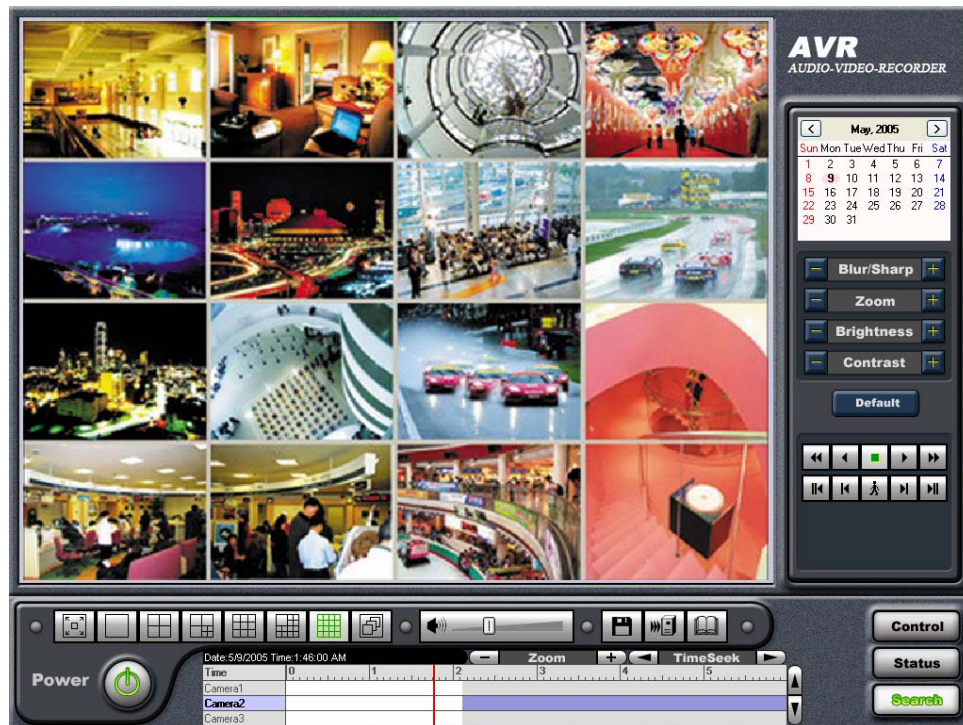 AVR
AUDIO-VIDEO-RECORDER
May, 2005
Sun Mon Tue Wed Thu Fri Sat
1 2 3 4 5 6 7
8 9 10 11 12 13 14
15 16 17 18 19 20 21
22 23 24 25 26 27 28
29 30 31
Blur/Sharp
Zoom
Brightness
Contrast
Default
Control
Status
Search
Power
Date:5/9/2005 Time:1:46:00 AM
Zoom
TimeSeek
Time 0 1 2 3 4 5
Camera1
Camera2
Camera3